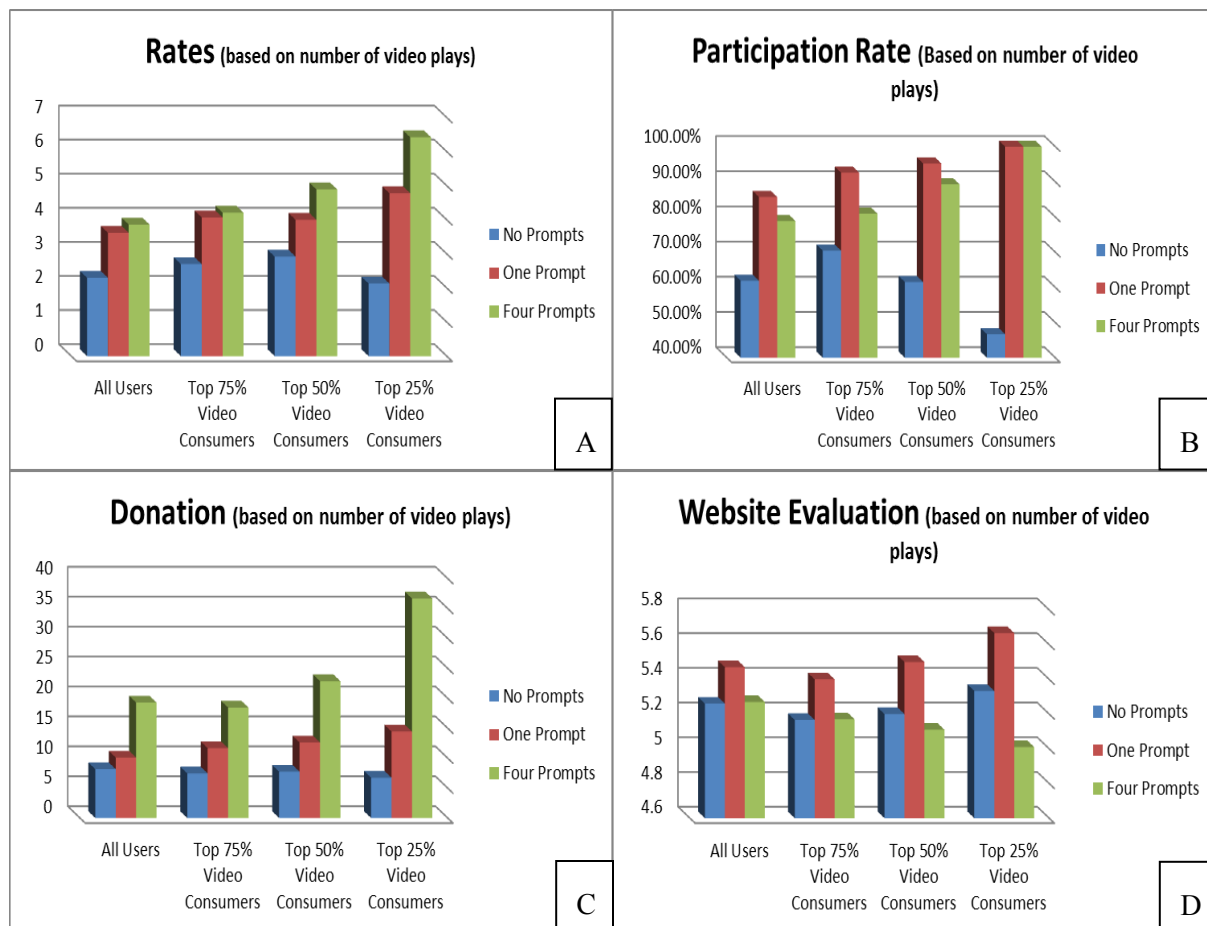 Rates (based on number of video plays)
7
6
5
4
3
2
1
0
No Prompts
One Prompt
Four Prompts
All Users
Top 75%
Video
Consumers
Top 50%
Video
Consumers
Top 25%
Video
Consumers
A
Participation Rate (Based on number of video
plays)
100.00%
90.00%
80.00%
70.00%
60.00%
50.00%
40.00%
No Prompts
One Prompt
Four Prompts
All Users
Top 75%
Video
Consumers
Top 50%
Video
Consumers
Top 25%
Video
Consumers
B
Donation (based on number of video plays)
40
35
30
25
20
15
10
5
0
No Prompts
One Prompt
Four Prompts
All Users
Top 75%
Video
Consumers
Top 50%
Video
Consumers
Top 25%
Video
Consumers
C
Website Evaluation (based on number of video
plays)
5.8
5.6
5.4
5.2
5
4.8
4.6
No Prompts
One Prompt
Four Prompts
All Users
Top 75%
Video
Consumers
Top 50%
Video
Consumers
Top 25%
Video
Consumers
D